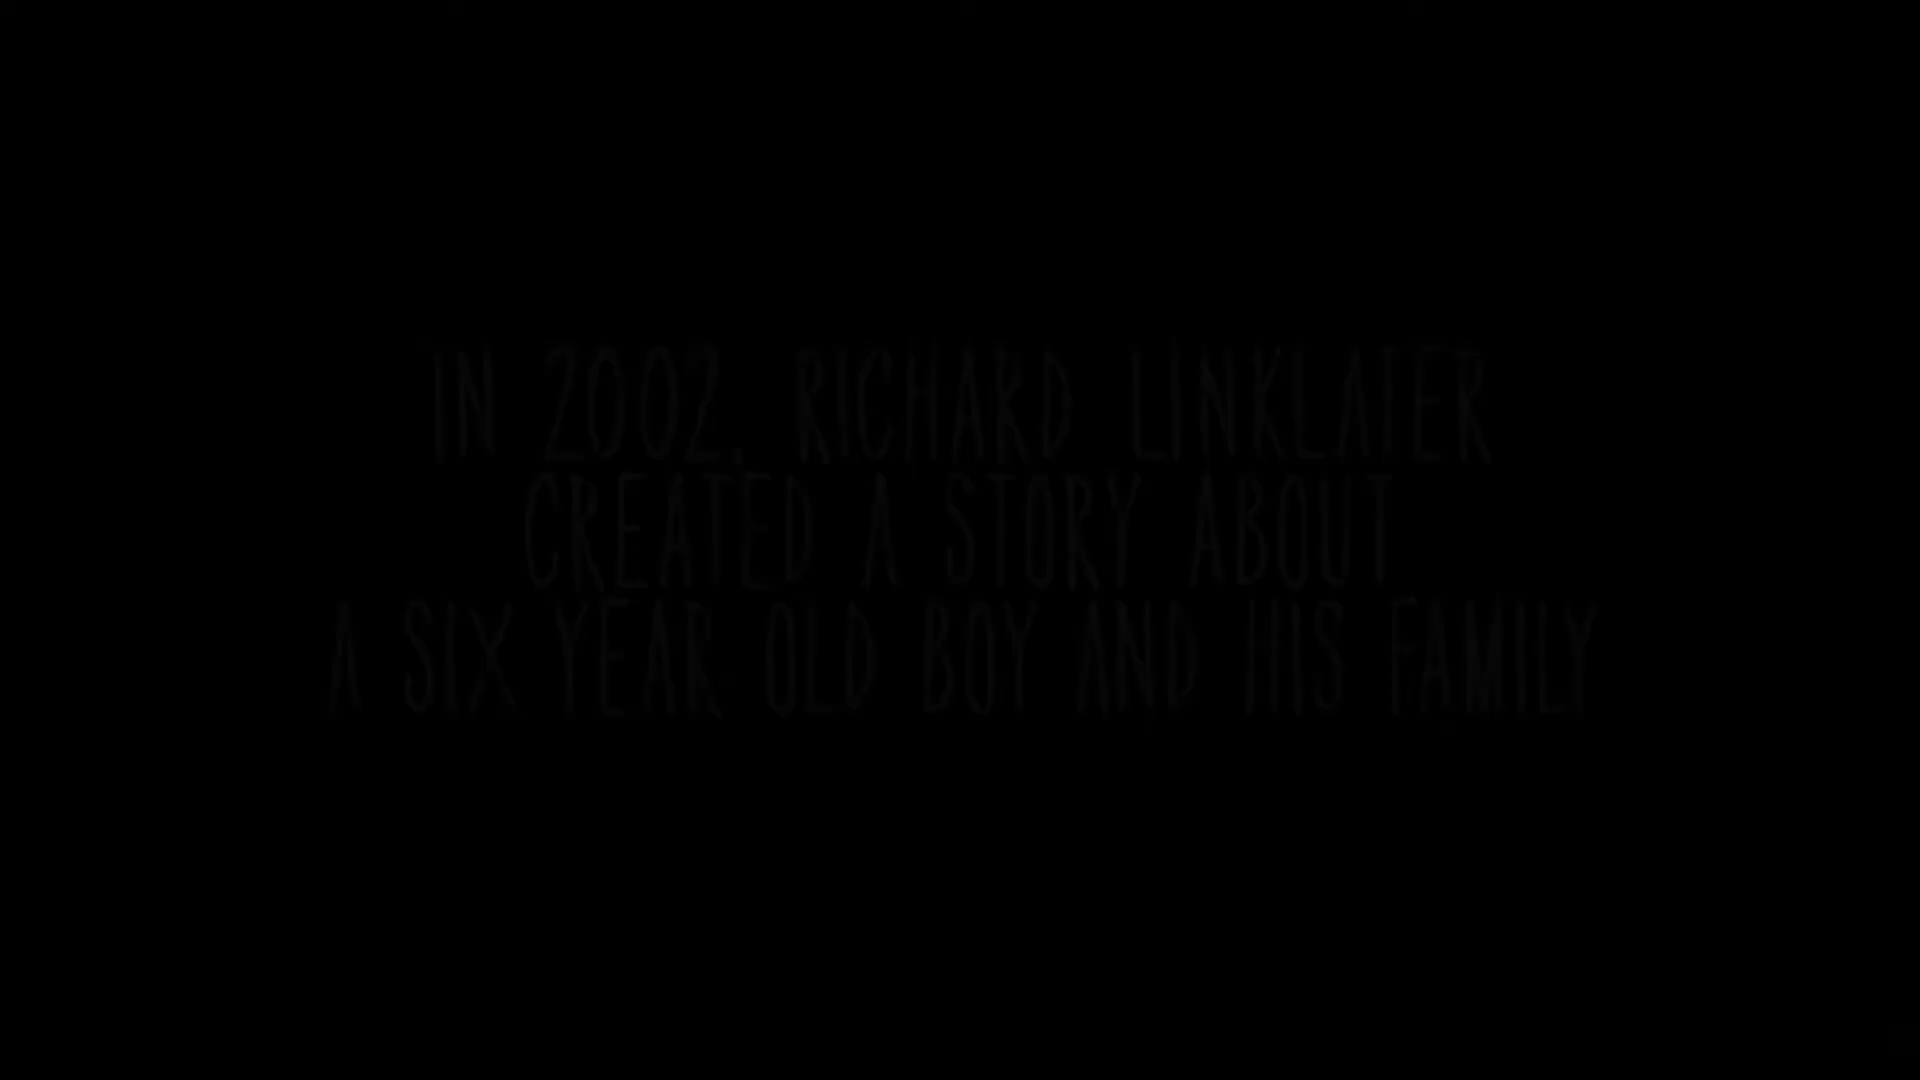 IN 2002, RICHARD LINKLATER
CREATED A STORY ABOUT
A SIX YEAR OLD BOY AND HIS FAMILY